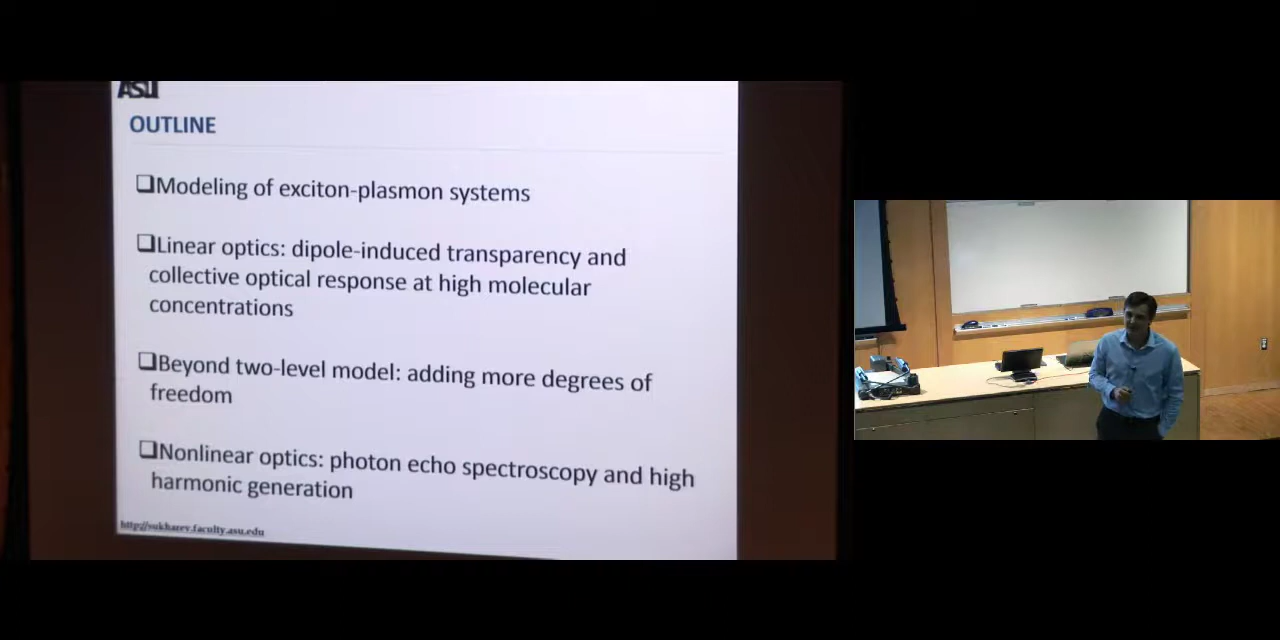 ASU
OUTLINE
❑Modeling of exciton-plasmon systems
❑Linear optics: dipole-induced transparency and
collective optical response at high molecular
concentrations
❑Beyond two-level model: adding more degrees of
freedom
❑Nonlinear optics: photon echo spectroscopy and high
harmonic generation
http://sukharev.faculty.asu.edu